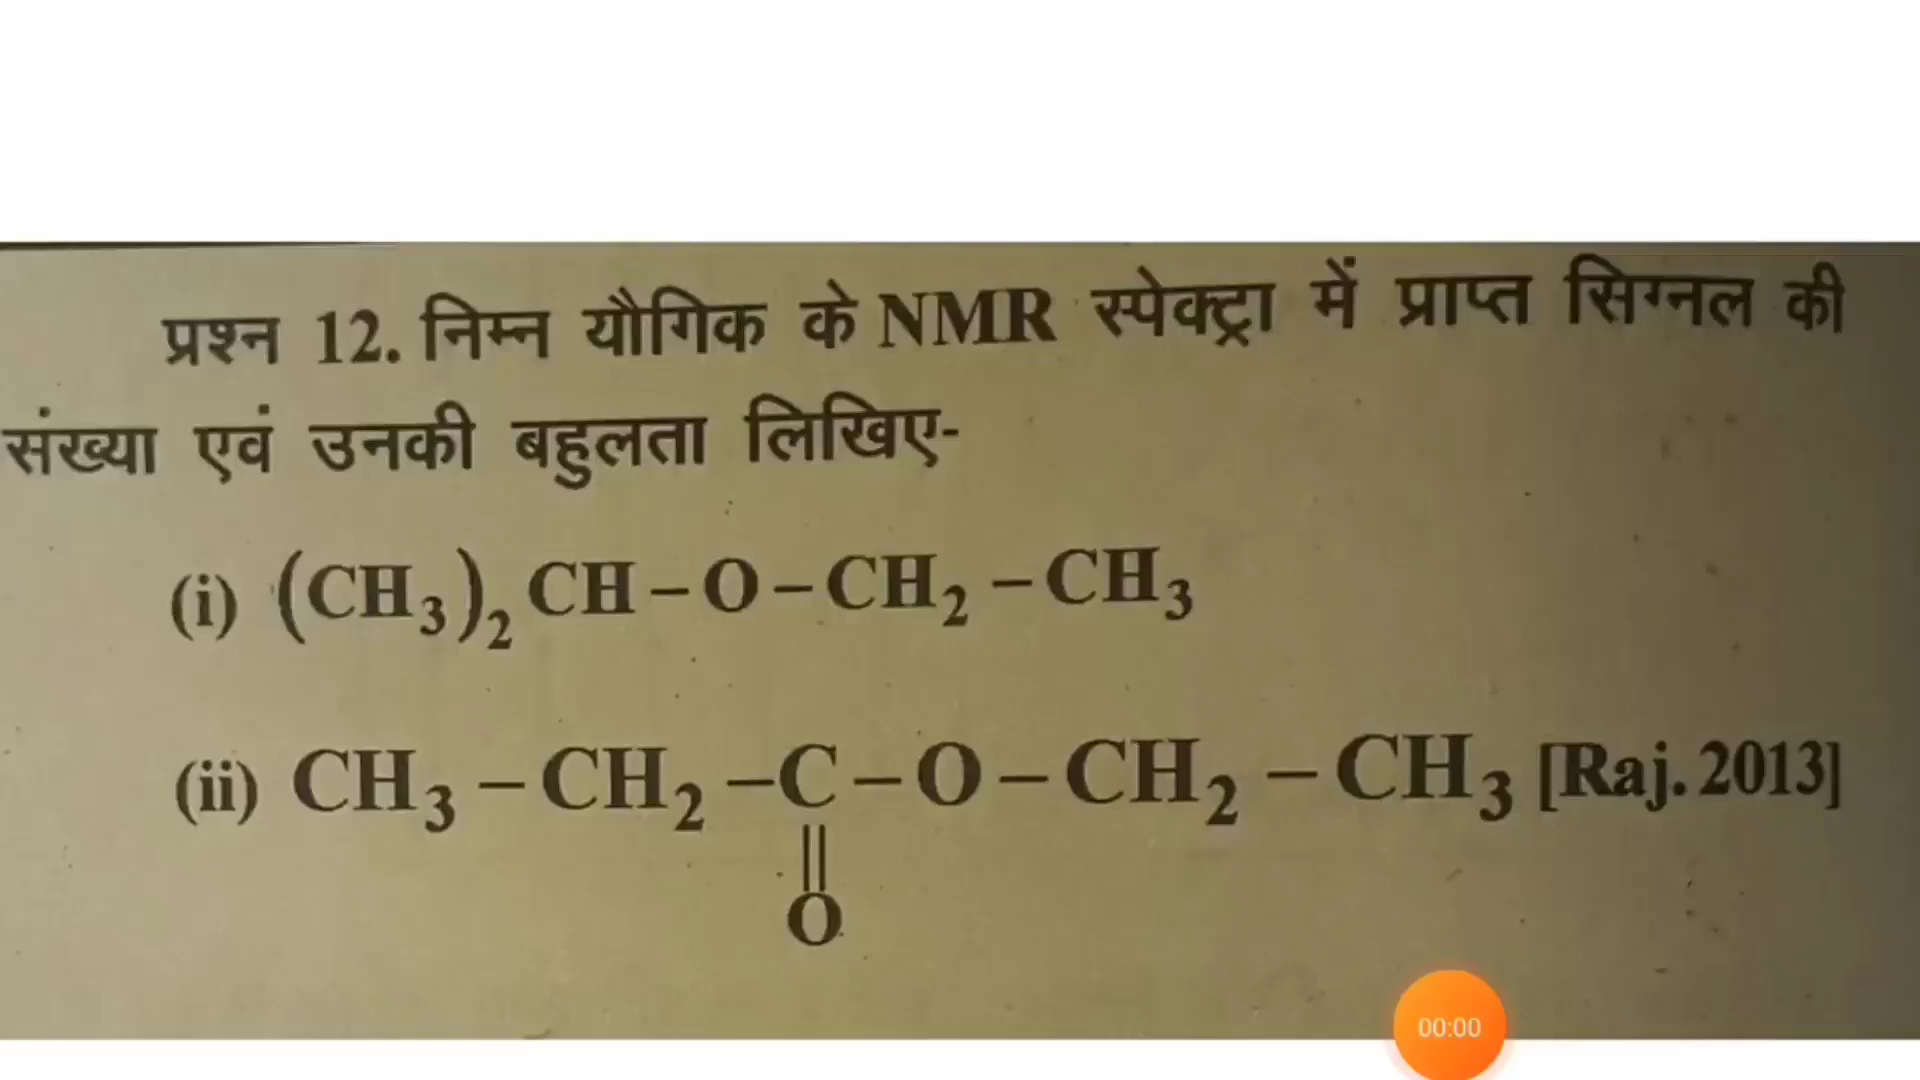 प्रश्न 12. निम्न यौगिक के NMR स्पेक्ट्रा में प्राप्त सिग्नल की
संख्या एवं उनकी बहुलता लिखिए-
(i) (CH₃)₂ CH – O – CH₂ – CH₃
(ii) CH₃ – CH₂ – C – O – CH₂ – CH₃ [Raj. 2013]
||
O
00:00